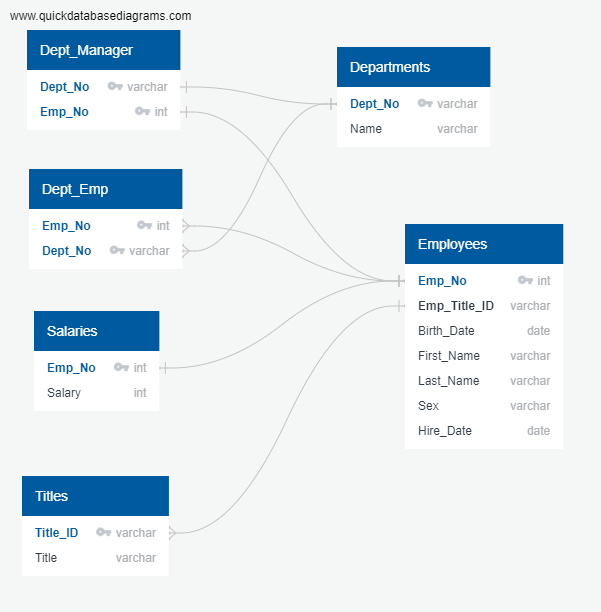 www.quickdatabasediagrams.com
Dept_Manager
Dept_No varchar
Emp_No int
Departments
Dept_No varchar
Name varchar
Dept_Emp
Emp_No int
Dept_No varchar
Employees
Emp_No int
Emp_Title_ID varchar
Birth_Date date
First_Name varchar
Last_Name varchar
Sex varchar
Hire_Date date
Salaries
Emp_No int
Salary int
Titles
Title_ID varchar
Title varchar